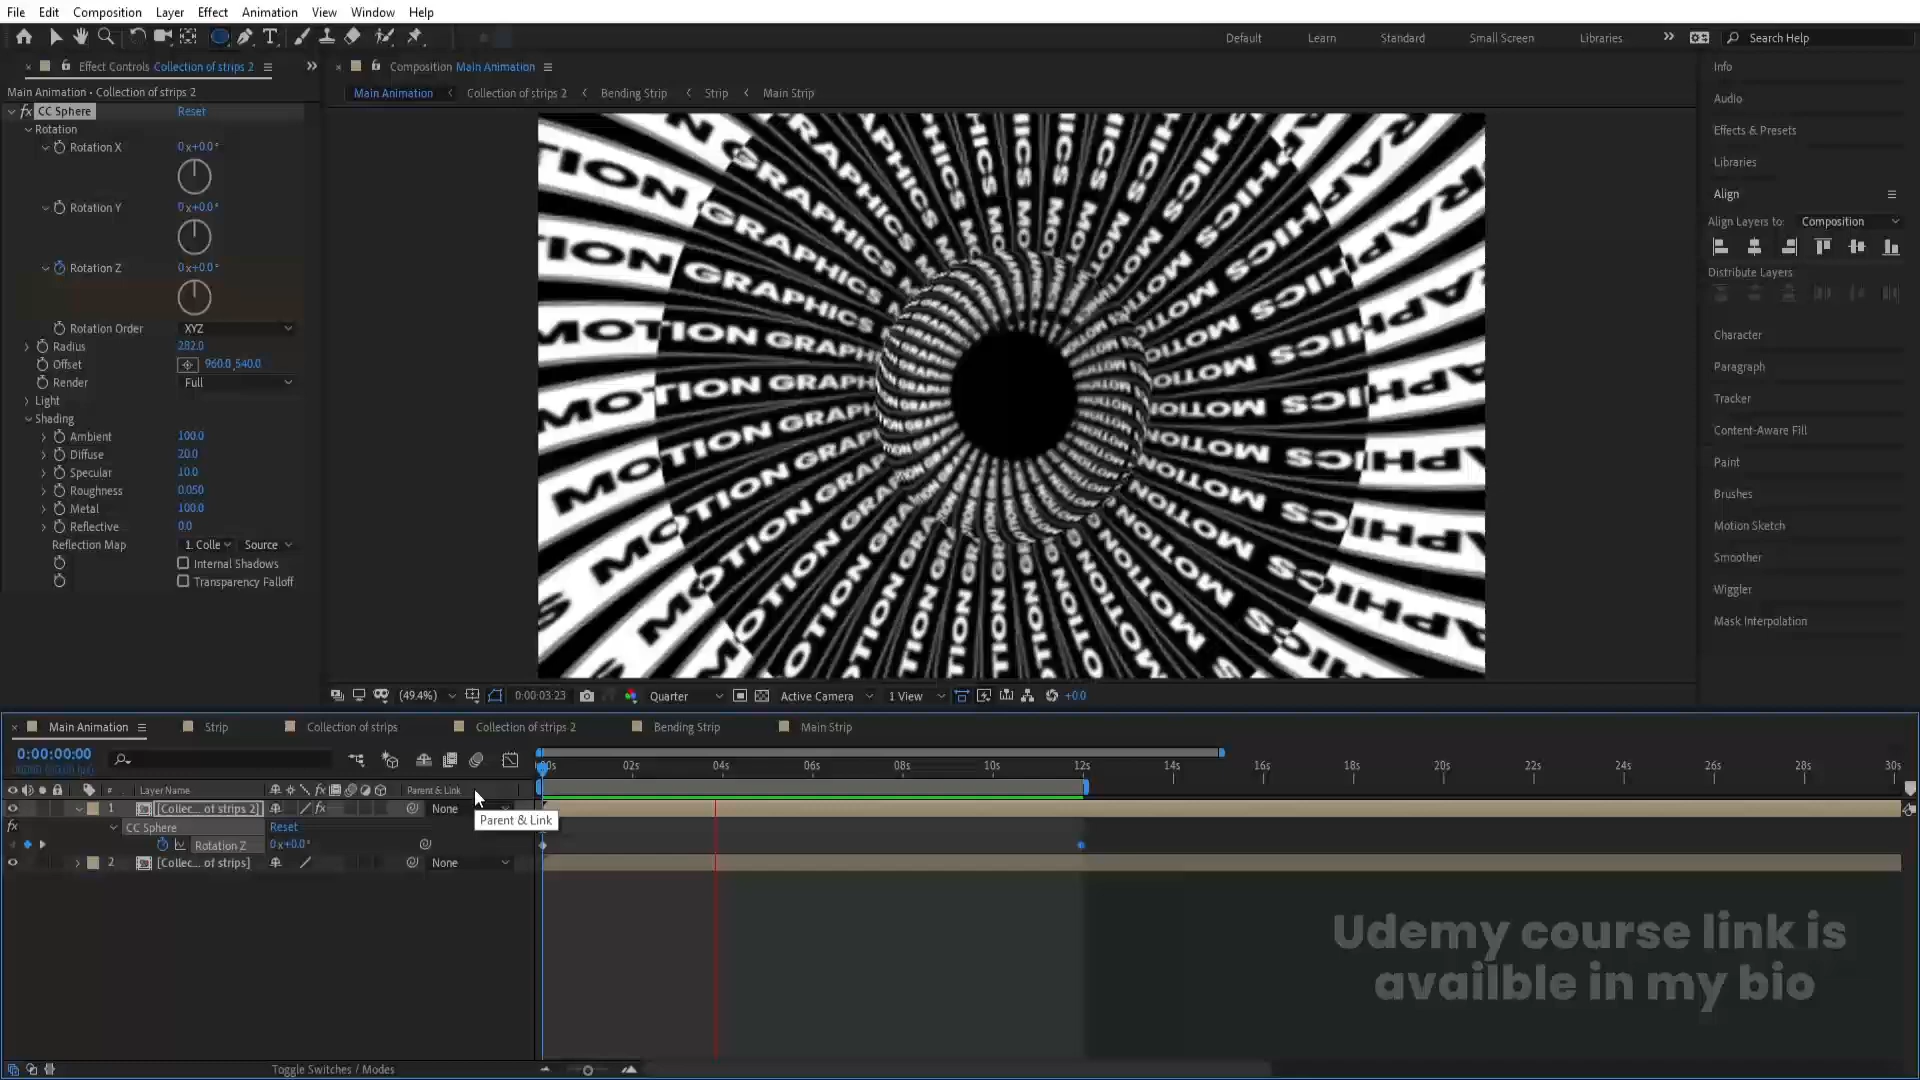 File Edit Composition Layer Effect Animation View Window Help
Default Learn Standard Small Screen Libraries Search Help
Effect Controls Collection of strips 2
Main Animation • Collection of strips 2
fx CC Sphere Reset
Rotation
Rotation X 0x+0.0°
Rotation Y 0x+0.0°
Rotation Z 0x+0.0°
Rotation Order XYZ
Radius 282.0
Offset 960.0,540.0
Render Full
Light
Shading
Ambient 100.0
Diffuse 20.0
Specular 10.0
Roughness 0.050
Metal 100.0
Reflective 0.0
Reflection Map 1. Colle Source
Internal Shadows
Transparency Falloff
Composition Main Animation
Main Animation Collection of strips 2 Bending Strip Strip Main Strip
MOTION GRAPHICS
(49.4%) 0:00:03:23 Quarter Active Camera 1 View +0.0
Info
Audio
Effects & Presets
Libraries
Align
Align Layers to: Composition
Distribute Layers
Character
Paragraph
Tracker
Content-Aware Fill
Paint
Brushes
Motion Sketch
Smoother
Wiggler
Mask Interpolation
Main Animation Strip Collection of strips Collection of strips 2 Bending Strip Main Strip
0:00:00:00
02s 04s 06s 08s 10s 12s 14s 16s 18s 20s 22s 24s 26s 28s 30s
# Layer Name fx Parent & Link
1 [Collec... of strips 2] fx None
Parent & Link
fx CC Sphere Reset
Rotation Z 0x+0.0°
2 [Collec... of strips] None
Udemy course link is
availble in my bio
Toggle Switches / Modes